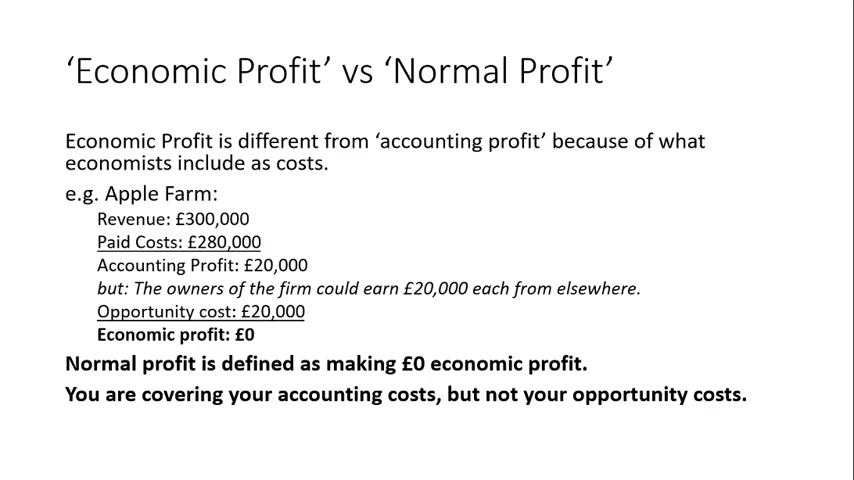 ‘Economic Profit’ vs ‘Normal Profit’
Economic Profit is different from ‘accounting profit’ because of what
economists include as costs.
e.g. Apple Farm:
Revenue: £300,000
Paid Costs: £280,000
Accounting Profit: £20,000
but: The owners of the firm could earn £20,000 each from elsewhere.
Opportunity cost: £20,000
Economic profit: £0
Normal profit is defined as making £0 economic profit.
You are covering your accounting costs, but not your opportunity costs.